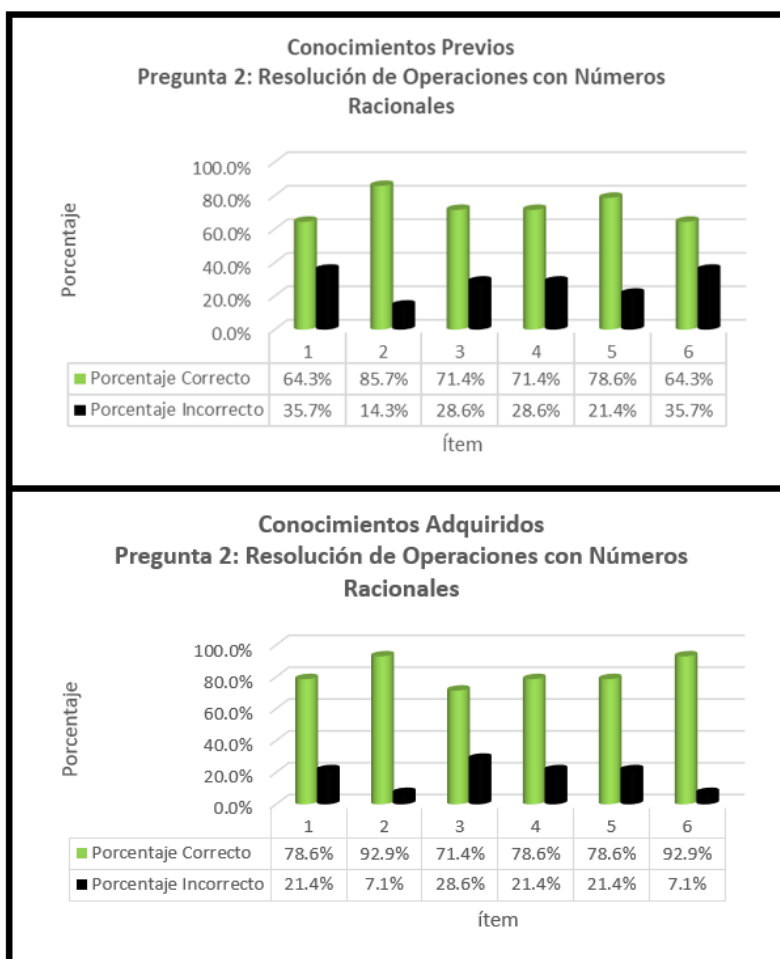 Conocimientos Previos
Pregunta 2: Resolución de Operaciones con Números
Racionales
Porcentaje
100.0%
80.0%
60.0%
40.0%
20.0%
0.0%
1 2 3 4 5 6
Porcentaje Correcto 64.3% 85.7% 71.4% 71.4% 78.6% 64.3%
Porcentaje Incorrecto 35.7% 14.3% 28.6% 28.6% 21.4% 35.7%
Ítem
Conocimientos Adquiridos
Pregunta 2: Resolución de Operaciones con Números
Racionales
Porcentaje
100.0%
80.0%
60.0%
40.0%
20.0%
0.0%
1 2 3 4 5 6
Porcentaje Correcto 78.6% 92.9% 71.4% 78.6% 78.6% 92.9%
Porcentaje Incorrecto 21.4% 7.1% 28.6% 21.4% 21.4% 7.1%
ítem